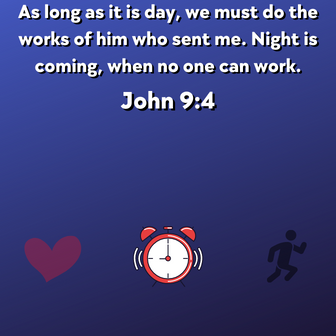 As long as it is day, we must do the
works of him who sent me. Night is
coming, when no one can work.
John 9:4